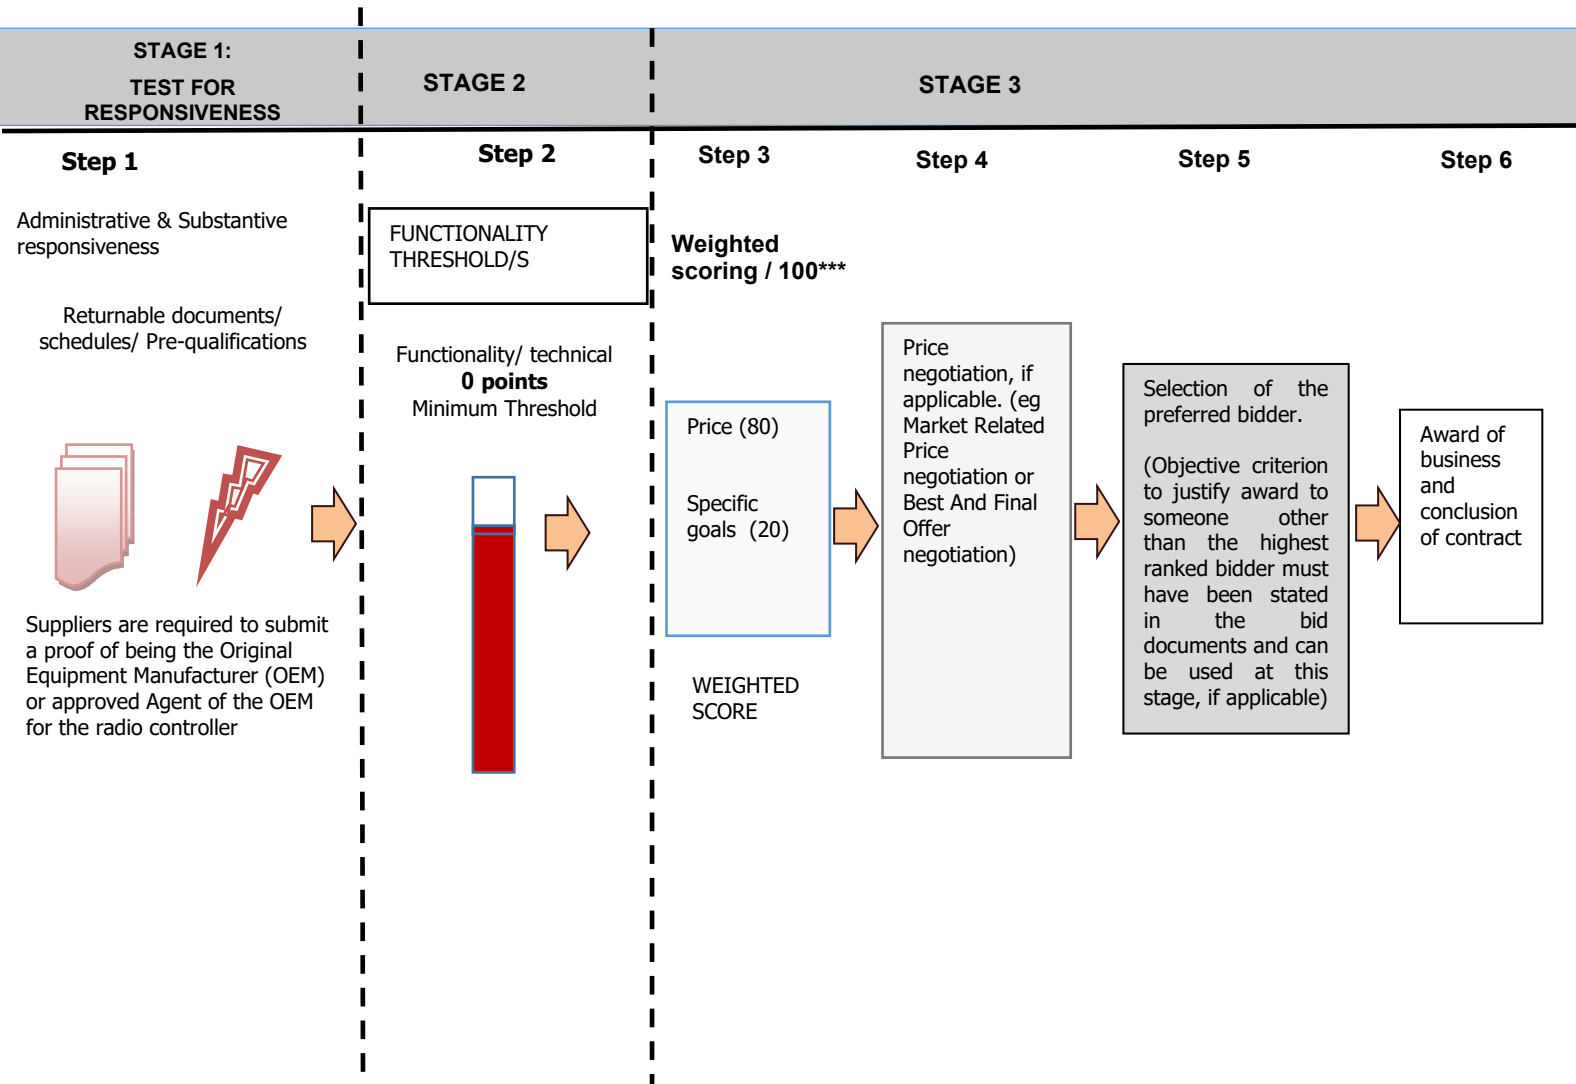 STAGE 1:
TEST FOR
RESPONSIVENESS
STAGE 2
STAGE 3
Step 1
Step 2
Step 3
Step 4
Step 5
Step 6
Administrative & Substantive
responsiveness
Returnable documents/
schedules/ Pre-qualifications
Suppliers are required to submit
a proof of being the Original
Equipment Manufacturer (OEM)
or approved Agent of the OEM
for the radio controller
FUNCTIONALITY
THRESHOLD/S
Functionality/ technical
0 points
Minimum Threshold
Weighted
scoring / 100***
Price (80)
Specific
goals (20)
WEIGHTED
SCORE
Price
negotiation, if
applicable. (eg
Market Related
Price
negotiation or
Best And Final
Offer
negotiation)
Selection of the
preferred bidder.
(Objective criterion
to justify award to
someone other
than the highest
ranked bidder must
have been stated
in the bid
documents and can
be used at this
stage, if applicable)
Award of
business
and
conclusion
of contract